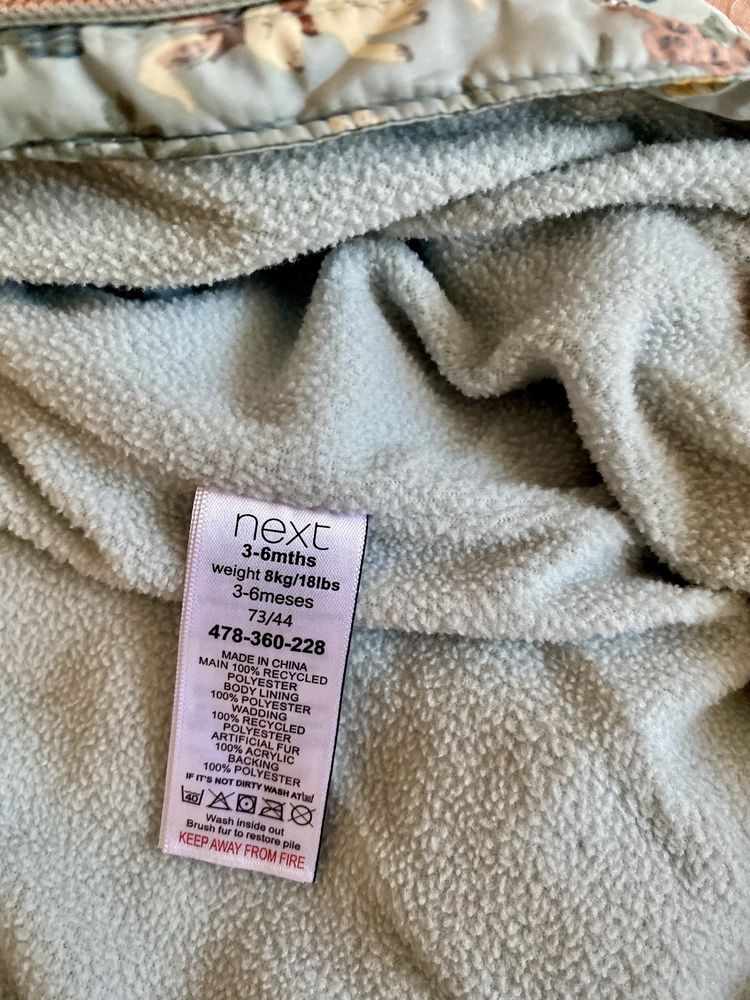 next
3-6mths
weight 8kg/18lbs
3-6meses
73/44
478-360-228
MADE IN CHINA
MAIN 100% RECYCLED
POLYESTER
BODY LINING
100% POLYESTER
WADDING
100% RECYCLED
POLYESTER
ARTIFICIAL FUR
100% ACRYLIC
BACKING
100% POLYESTER
IF IT'S NOT DIRTY WASH AT 30
40
Wash inside out
Brush fur to restore pile
KEEP AWAY FROM FIRE